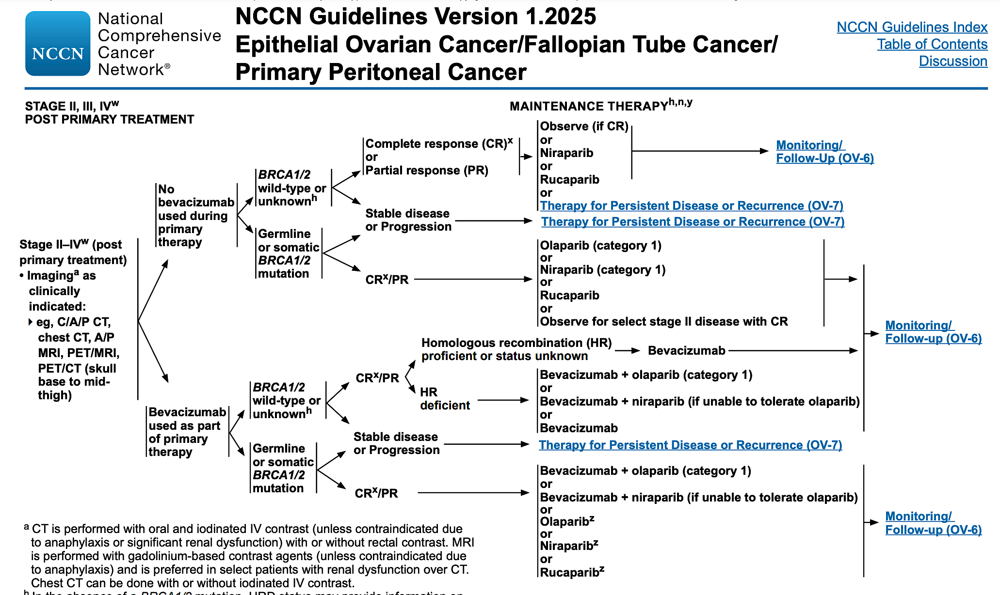 National
Comprehensive
Cancer
Network®
NCCN
NCCN Guidelines Version 1.2025
Epithelial Ovarian Cancer/Fallopian Tube Cancer/
Primary Peritoneal Cancer
NCCN Guidelines Index
Table of Contents
Discussion
STAGE II, III, IVw
POST PRIMARY TREATMENT
MAINTENANCE THERAPYh,n,y
Stage II–IVw (post
primary treatment)
• Imaginga as
clinically
indicated:
‣ eg, C/A/P CT,
chest CT, A/P
MRI, PET/MRI,
PET/CT (skull
base to mid-
thigh)
No
bevacizumab
used during
primary
therapy
BRCA1/2
wild-type or
unknownh
Complete response (CR)x
or
Partial response (PR)
Observe (if CR)
or
Niraparib
or
Rucaparib
or
Therapy for Persistent Disease or Recurrence (OV-7)
Monitoring/
Follow-Up (OV-6)
Stable disease
or Progression
Therapy for Persistent Disease or Recurrence (OV-7)
Germline
or somatic
BRCA1/2
mutation
CRx/PR
Olaparib (category 1)
or
Niraparib (category 1)
or
Rucaparib
or
Observe for select stage II disease with CR
Bevacizumab
used as part
of primary
therapy
BRCA1/2
wild-type or
unknownh
CRx/PR
Homologous recombination (HR)
proficient or status unknown
Bevacizumab
HR
deficient
Bevacizumab + olaparib (category 1)
or
Bevacizumab + niraparib (if unable to tolerate olaparib)
or
Bevacizumab
Monitoring/
Follow-up (OV-6)
Stable disease
or Progression
Therapy for Persistent Disease or Recurrence (OV-7)
Germline
or somatic
BRCA1/2
mutation
CRx/PR
Bevacizumab + olaparib (category 1)
or
Bevacizumab + niraparib (if unable to tolerate olaparib)
or
Olaparibz
or
Niraparibz
or
Rucaparibz
Monitoring/
Follow-up (OV-6)
a CT is performed with oral and iodinated IV contrast (unless contraindicated due
to anaphylaxis or significant renal dysfunction) with or without rectal contrast. MRI
is performed with gadolinium-based contrast agents (unless contraindicated due
to anaphylaxis) and is preferred in select patients with renal dysfunction over CT.
Chest CT can be done with or without iodinated IV contrast.
h In the absence of a BRCA1/2 mutation, HRD status may provide information on